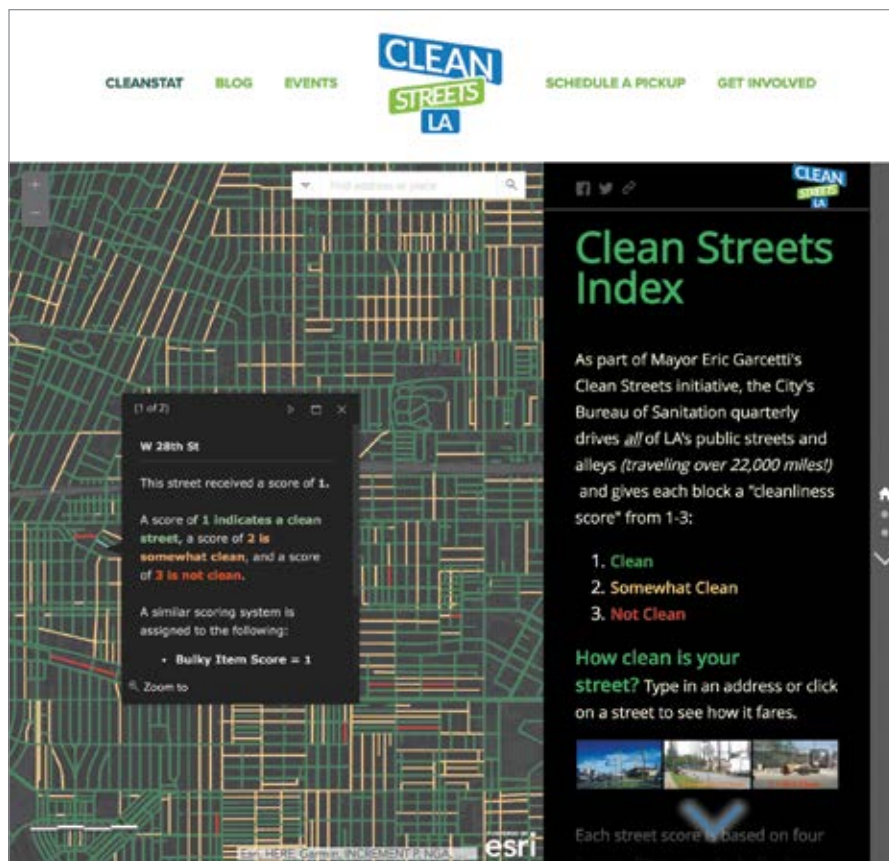 CLEANSTAT
BLOG
EVENTS
CLEAN
STREETS
LA
SCHEDULE A PICKUP
GET INVOLVED
Find address or place
CLEAN
STREETS
LA
Clean Streets
Index
As part of Mayor Eric Garcetti's
Clean Streets initiative, the City's
Bureau of Sanitation quarterly
drives all of LA's public streets and
alleys (traveling over 22,000 miles!)
and gives each block a "cleanliness
score" from 1-3:
1. Clean
2. Somewhat Clean
3. Not Clean
How clean is your
street? Type in an address or click
on a street to see how it fares.
Each street score is based on four
(1 of 2)
W 28th St
This street received a score of 1.
A score of 1 indicates a clean
street, a score of 2 is
somewhat clean, and a score
of 3 is not clean.
A similar scoring system is
assigned to the following:
• Bulky Item Score = 1
Zoom to
Esri, HERE, Garmin, INCREMENT P, NGA,
esri